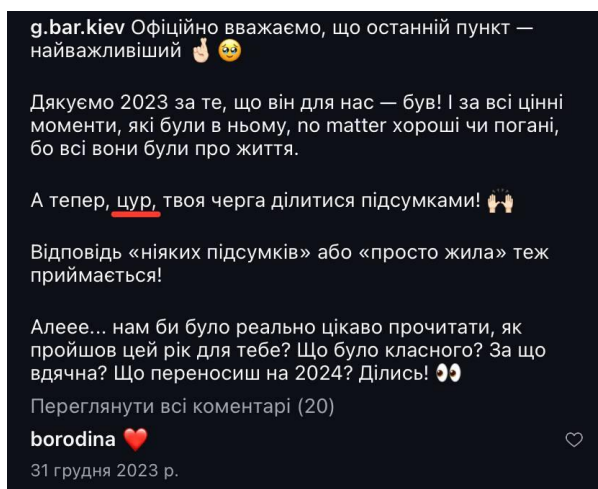 g.bar.kiev Офіційно вважаємо, що останній пункт —
найважливіший 🤞🏻 🥹
Дякуємо 2023 за те, що він для нас — був! І за всі цінні
моменти, які були в ньому, no matter хороші чи погані,
бо всі вони були про життя.
А тепер, цур, твоя черга ділитися підсумками! 🙌🏻
Відповідь «ніяких підсумків» або «просто жила» теж
приймається!
Алеее... нам би було реально цікаво прочитати, як
пройшов цей рік для тебе? Що було класного? За що
вдячна? Що переносиш на 2024? Ділись! 👀
Переглянути всі коментарі (20)
borodina ❤️
31 грудня 2023 р.